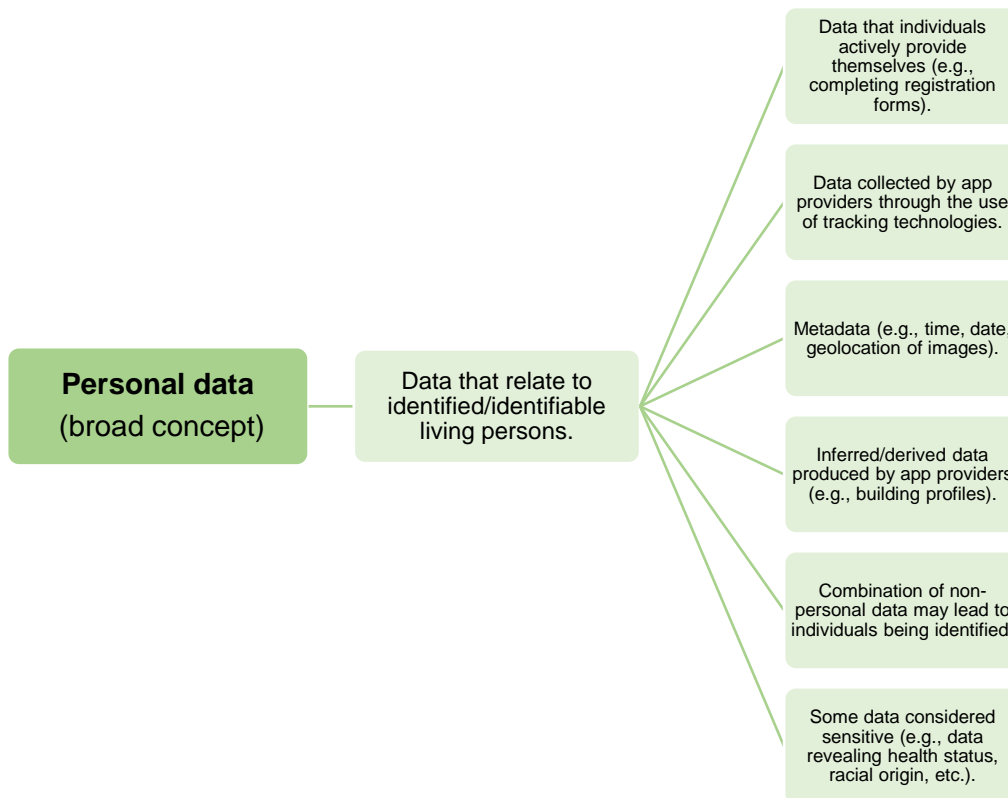 Personal data
(broad concept)
Data that relate to
identified/identifiable
living persons.
Data that individuals
actively provide
themselves (e.g.,
completing registration
forms).
Data collected by app
providers through the use
of tracking technologies.
Metadata (e.g., time, date,
geolocation of images).
Inferred/derived data
produced by app providers
(e.g., building profiles).
Combination of non-
personal data may lead to
individuals being identified
Some data considered
sensitive (e.g., data
revealing health status,
racial origin, etc.).